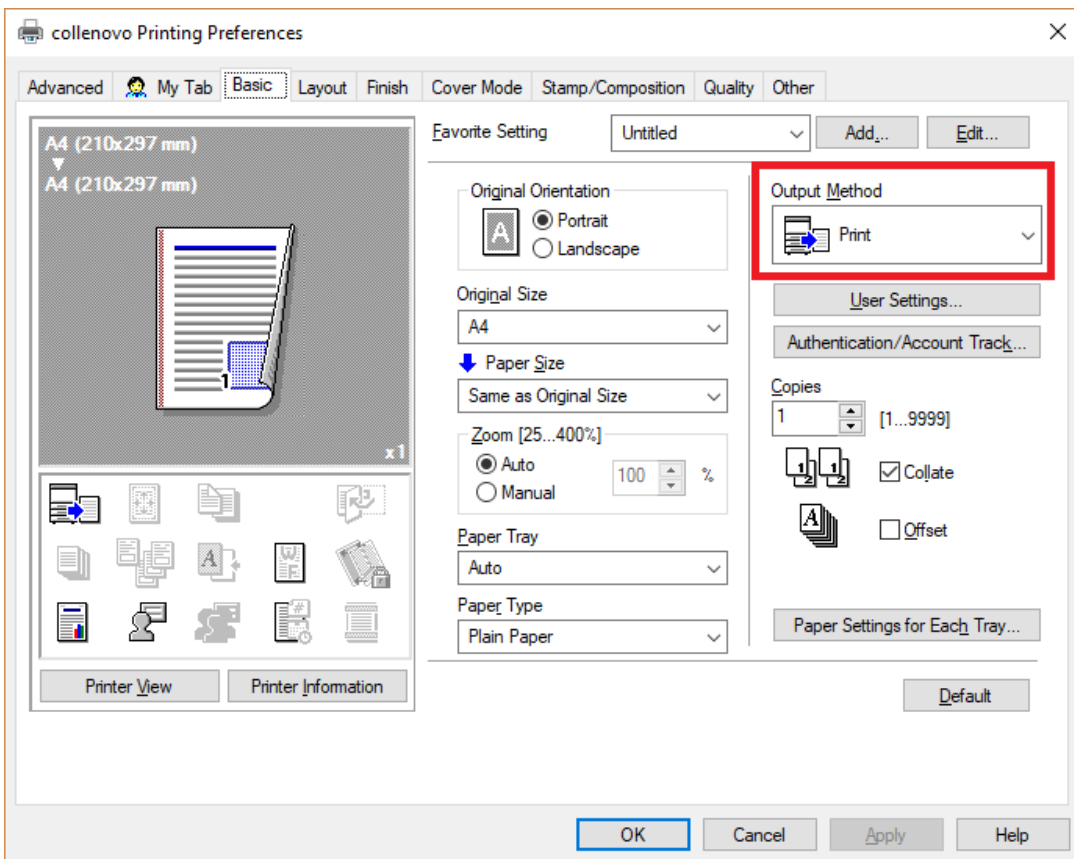 collenovo Printing Preferences
Advanced My Tab Basic Layout Finish Cover Mode Stamp/Composition Quality Other
A4 (210x297 mm)
A4 (210x297 mm)
1
x1
Printer View Printer Information
Favorite Setting Untitled Add... Edit...
Original Orientation
A
Portrait
Landscape
Original Size
A4
Paper Size
Same as Original Size
Zoom [25...400%]
Auto
Manual
100 %
Paper Tray
Auto
Paper Type
Plain Paper
Output Method
Print
User Settings...
Authentication/Account Track...
Copies
1 [1...9999]
Collate
Offset
Paper Settings for Each Tray...
Default
OK Cancel Apply Help